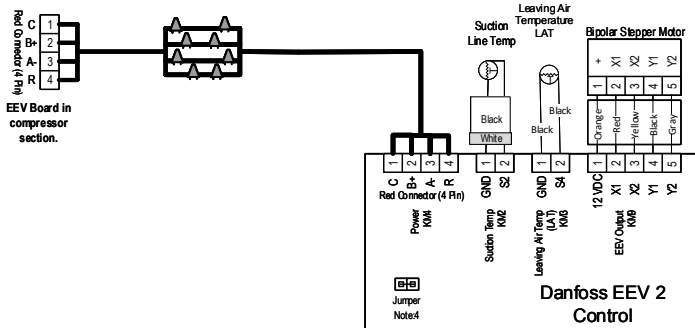 C 1
B+ 2
A- 3
R 4
Red Connector (4 Pin)
EEV Board in
compressor
section.
Suction
Line Temp
Leaving Air
Temperature
LAT
Bipolar Stepper Motor
+ X1 X2 Y1 Y2
1 2 3 4 5
Black
White
Black
Black
Orange Red Yellow Black Gray
1 2 3 4
C B+ A- R
Red Connector (4 Pin)
Power
KM4
1 2
GND S2
Suction Temp
KM2
1 2
GND S4
Leaving Air Temp
(LAT)
KM3
1 2 3 4 5
12 VDC X1 X2 Y1 Y2
EEV Output
KM9
Jumper
Note:4
Danfoss EEV 2
Control